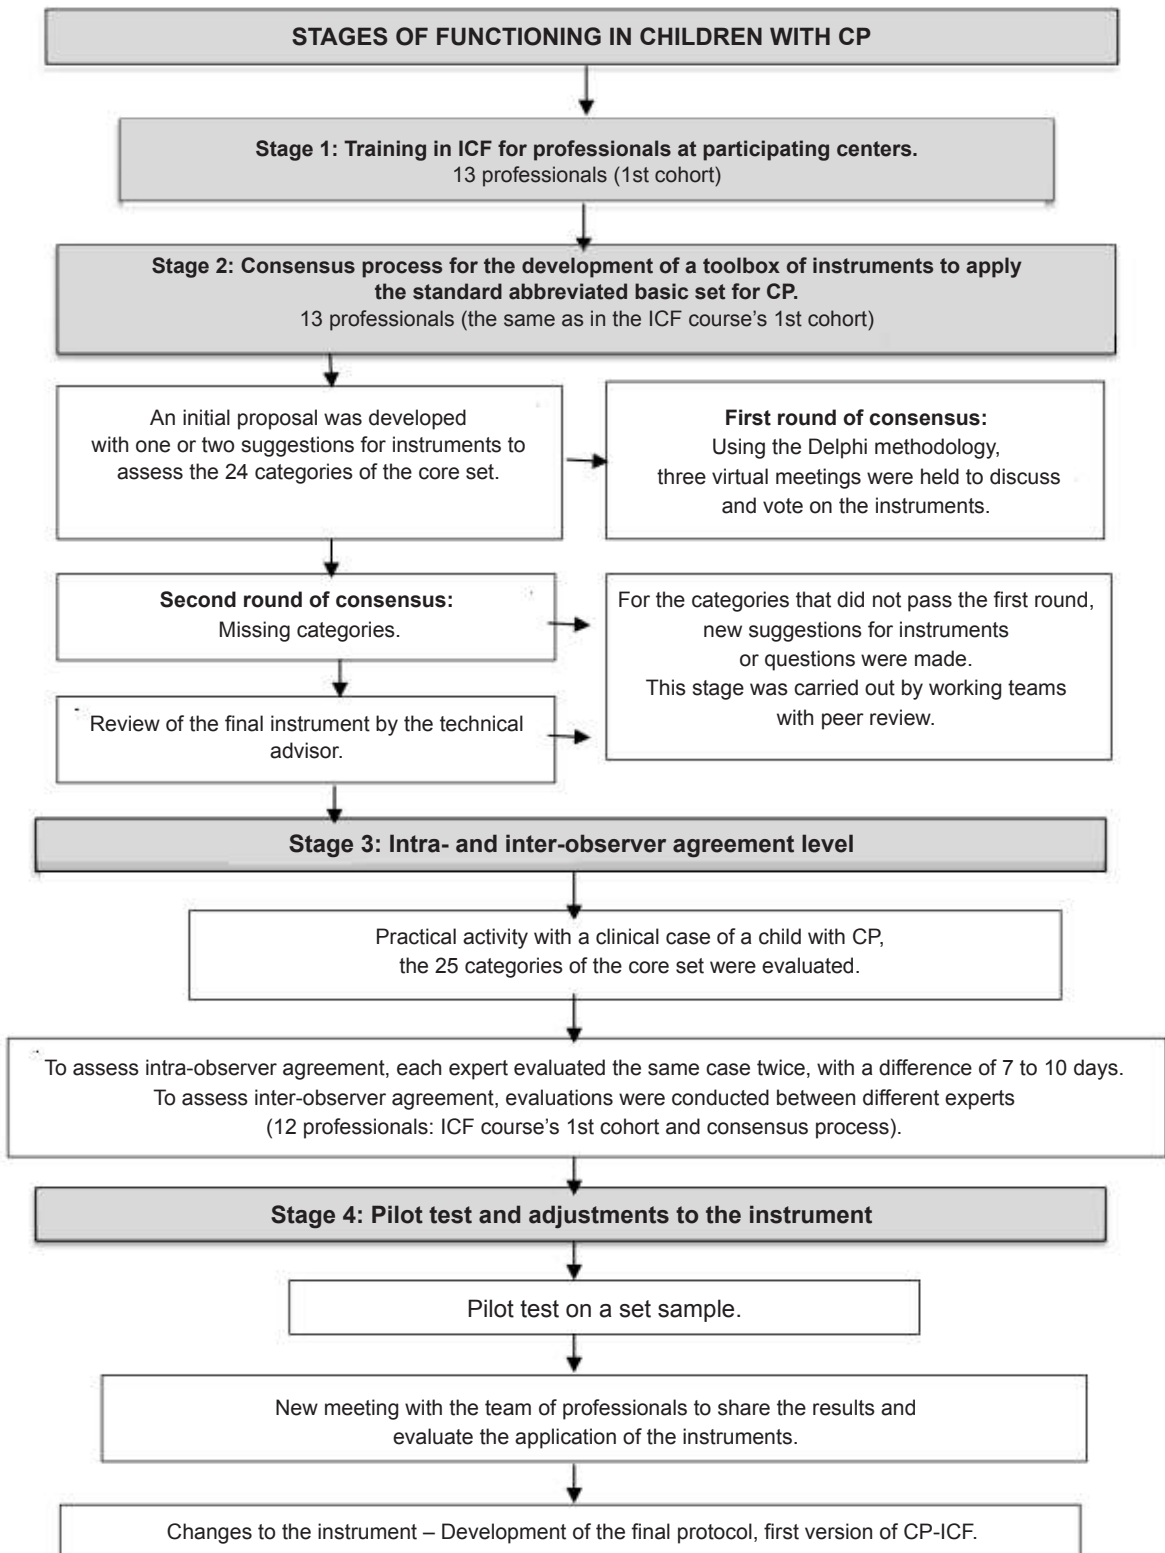 STAGES OF FUNCTIONING IN CHILDREN WITH CP
Stage 1: Training in ICF for professionals at participating centers.
13 professionals (1st cohort)
Stage 2: Consensus process for the development of a toolbox of instruments to apply
the standard abbreviated basic set for CP.
13 professionals (the same as in the ICF course’s 1st cohort)
An initial proposal was developed
with one or two suggestions for instruments to
assess the 24 categories of the core set.
First round of consensus:
Using the Delphi methodology,
three virtual meetings were held to discuss
and vote on the instruments.
Second round of consensus:
Missing categories.
For the categories that did not pass the first round,
new suggestions for instruments
or questions were made.
This stage was carried out by working teams
with peer review.
Review of the final instrument by the technical
advisor.
Stage 3: Intra- and inter-observer agreement level
Practical activity with a clinical case of a child with CP,
the 25 categories of the core set were evaluated.
To assess intra-observer agreement, each expert evaluated the same case twice, with a difference of 7 to 10 days.
To assess inter-observer agreement, evaluations were conducted between different experts
(12 professionals: ICF course’s 1st cohort and consensus process).
Stage 4: Pilot test and adjustments to the instrument
Pilot test on a set sample.
New meeting with the team of professionals to share the results and
evaluate the application of the instruments.
Changes to the instrument – Development of the final protocol, first version of CP-ICF.